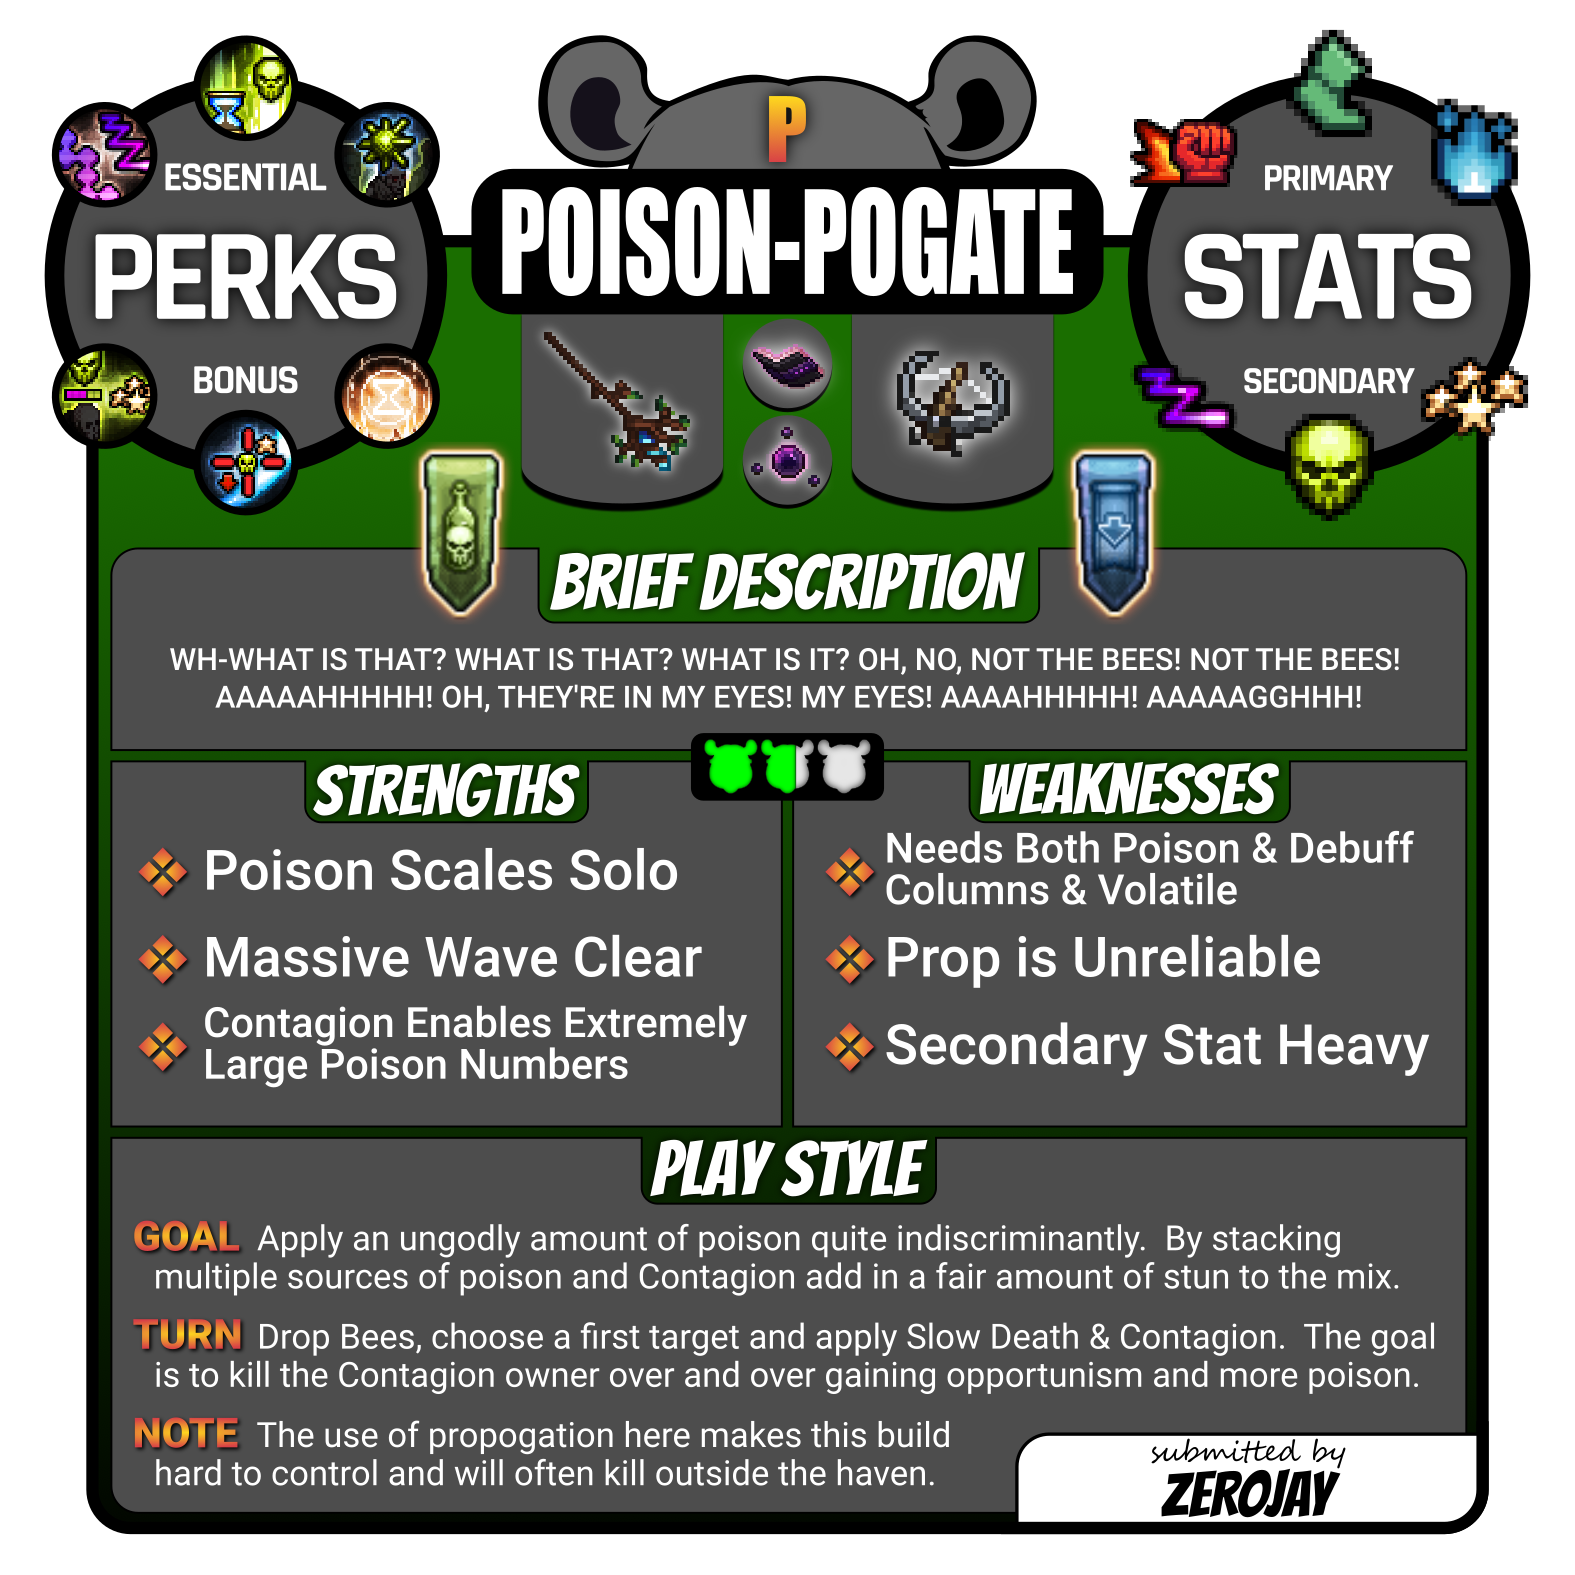 P
POISON-POGATE
ESSENTIAL
PERKS
BONUS
PRIMARY
STATS
SECONDARY
BRIEF DESCRIPTION
WH-WHAT IS THAT? WHAT IS THAT? WHAT IS IT? OH, NO, NOT THE BEES! NOT THE BEES!
AAAAAHHHHH! OH, THEY'RE IN MY EYES! MY EYES! AAAAHHHHH! AAAAAGGHHH!
STRENGTHS
Poison Scales Solo
Massive Wave Clear
Contagion Enables Extremely
Large Poison Numbers
WEAKNESSES
Needs Both Poison & Debuff
Columns & Volatile
Prop is Unreliable
Secondary Stat Heavy
PLAY STYLE
GOAL Apply an ungodly amount of poison quite indiscriminantly. By stacking
multiple sources of poison and Contagion add in a fair amount of stun to the mix.
TURN Drop Bees, choose a first target and apply Slow Death & Contagion. The goal
is to kill the Contagion owner over and over gaining opportunism and more poison.
NOTE The use of propogation here makes this build
hard to control and will often kill outside the haven.
submitted by
ZEROJAY